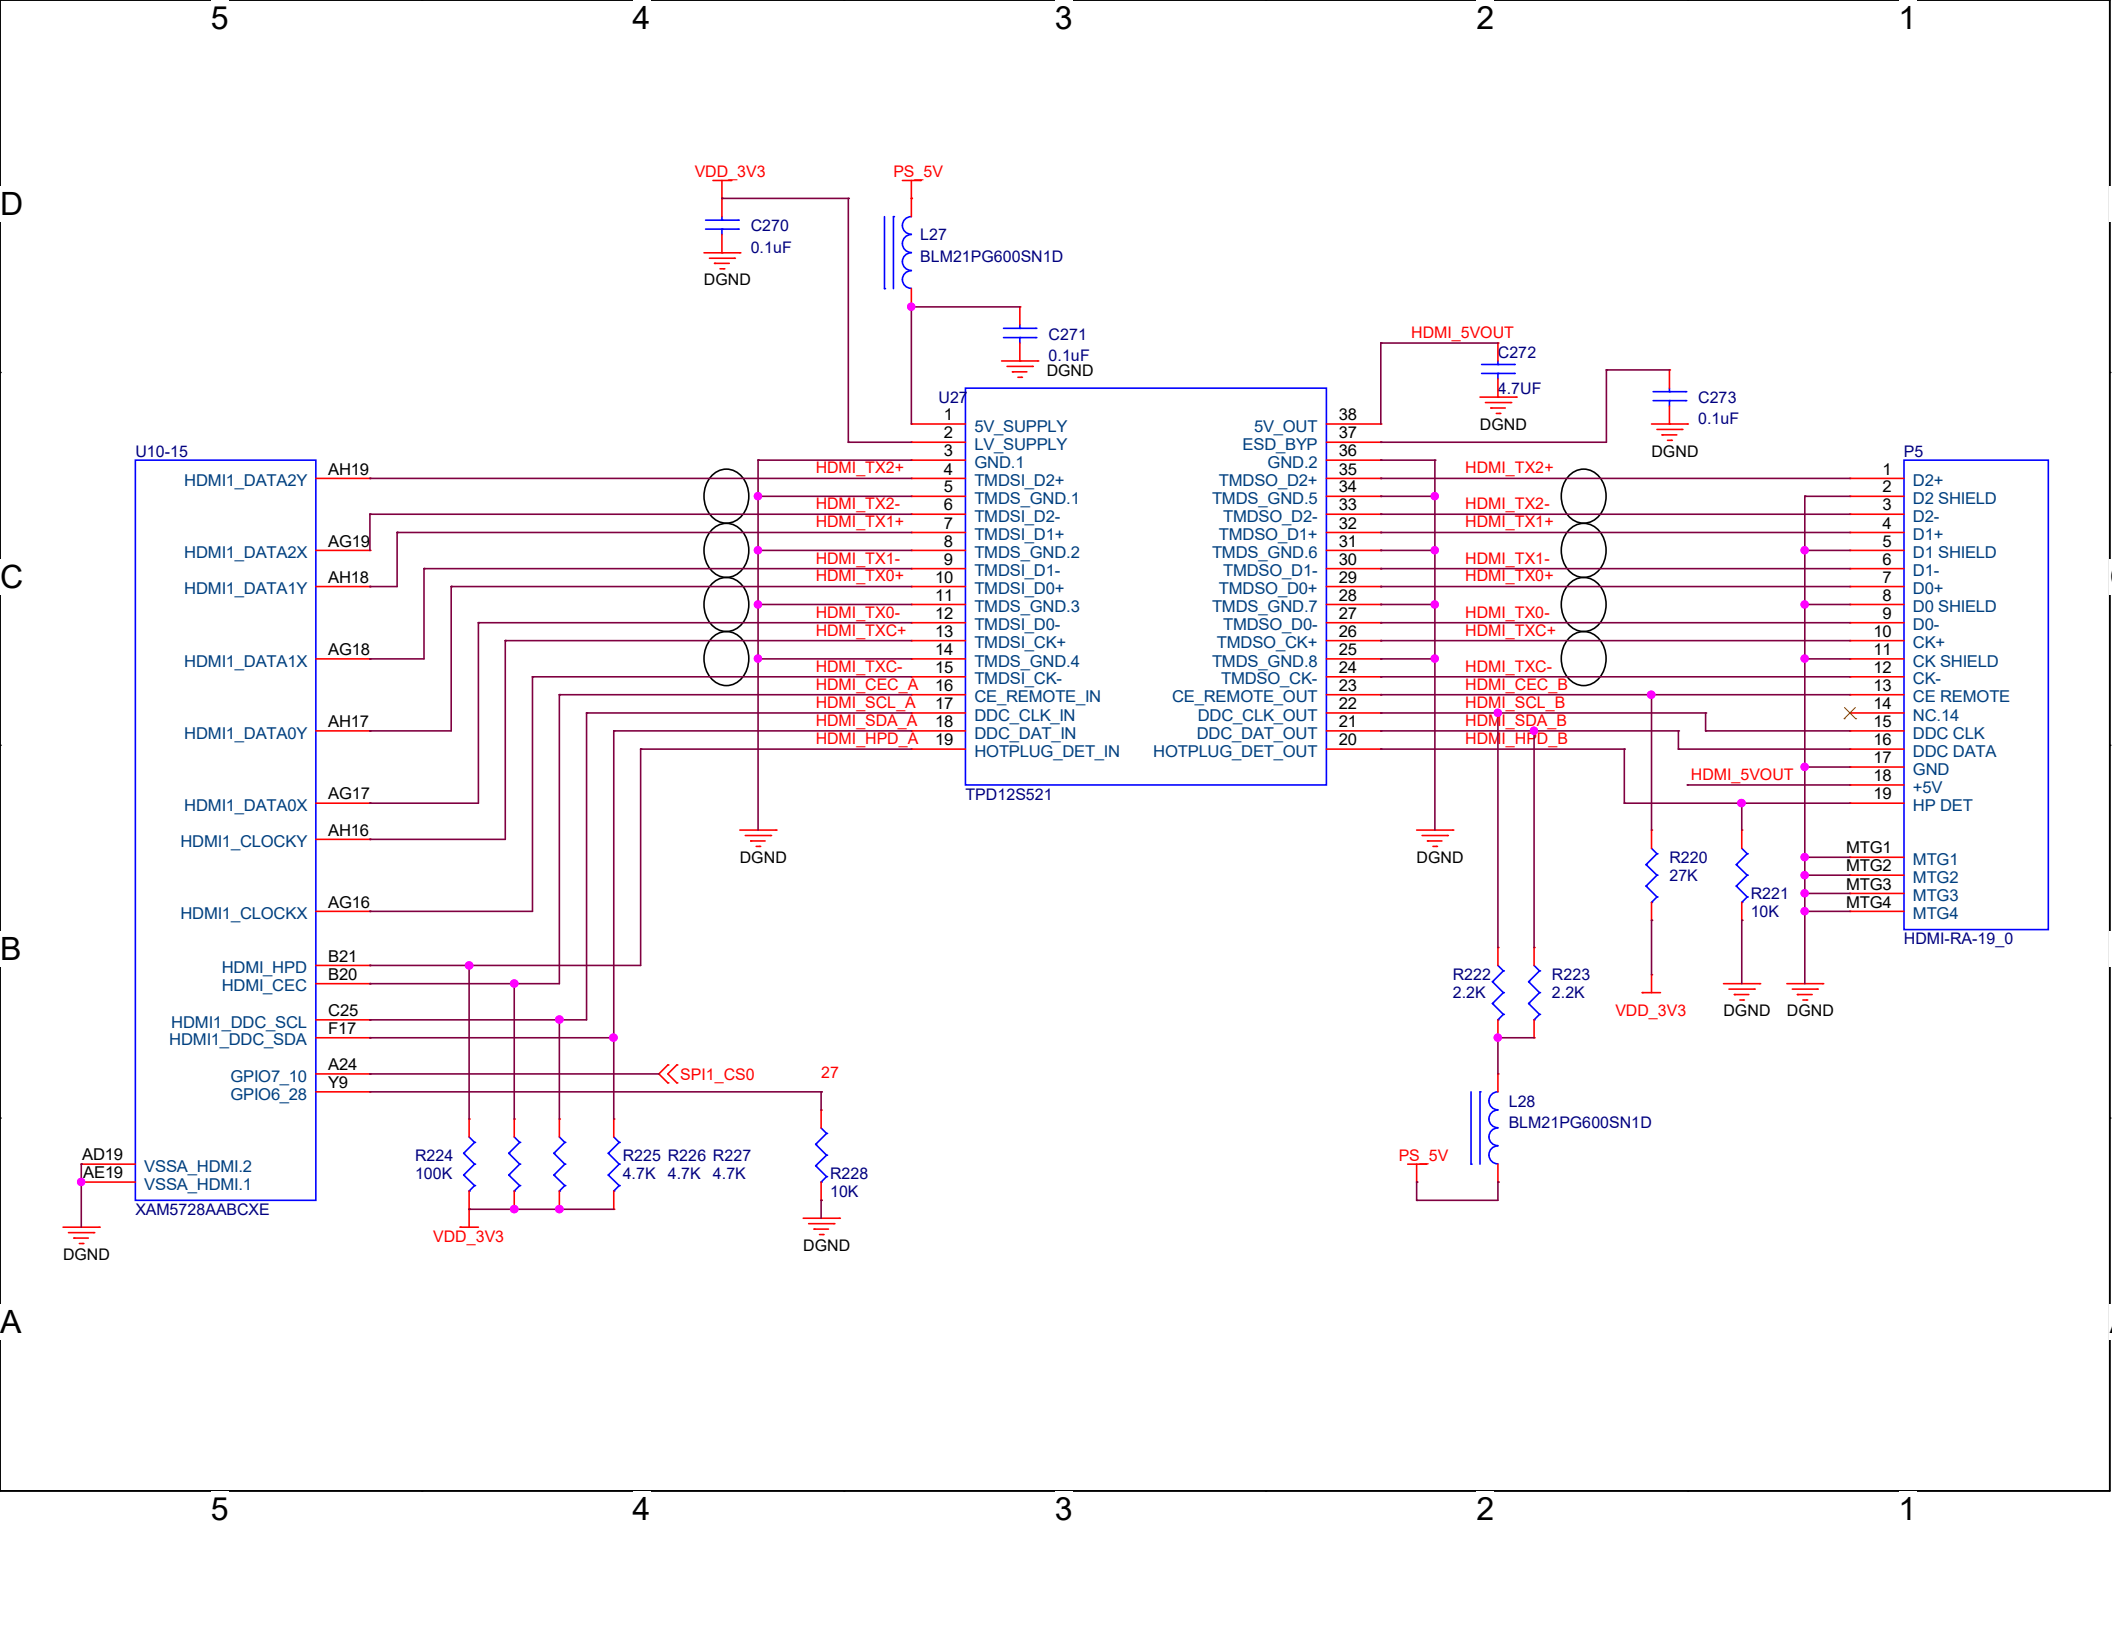 5 4 3 2 1
D
C
B
A
VDD_3V3
C270
0.1uF
DGND
PS_5V
L27
BLM21PG600SN1D
C271
0.1uF
DGND
HDMI_5VOUT
C272
4.7UF
DGND
C273
0.1uF
DGND
U10-15
HDMI1_DATA2Y AH19
HDMI1_DATA2X AG19
HDMI1_DATA1Y AH18
HDMI1_DATA1X AG18
HDMI1_DATA0Y AH17
HDMI1_DATA0X AG17
HDMI1_CLOCKY AH16
HDMI1_CLOCKX AG16
HDMI_HPD B21
HDMI_CEC B20
HDMI1_DDC_SCL C25
HDMI1_DDC_SDA F17
GPIO7_10 A24
GPIO6_28 Y9
AD19 VSSA_HDMI.2
AE19 VSSA_HDMI.1
XAM5728AABCXE
DGND
SPI1_CS0 27
R224
100K
R225 R226 R227
4.7K 4.7K 4.7K
VDD_3V3
R228
10K
DGND
HDMI_TX2+
HDMI_TX2-
HDMI_TX1+
HDMI_TX1-
HDMI_TX0+
HDMI_TX0-
HDMI_TXC+
HDMI_TXC-
HDMI_CEC_A
HDMI_SCL_A
HDMI_SDA_A
HDMI_HPD_A
DGND
U27
1 5V_SUPPLY 5V_OUT 38
2 LV_SUPPLY ESD_BYP 37
3 GND.1 GND.2 36
4 TMDSI_D2+ TMDSO_D2+ 35
5 TMDS_GND.1 TMDS_GND.5 34
6 TMDSI_D2- TMDSO_D2- 33
7 TMDSI_D1+ TMDSO_D1+ 32
8 TMDS_GND.2 TMDS_GND.6 31
9 TMDSI_D1- TMDSO_D1- 30
10 TMDSI_D0+ TMDSO_D0+ 29
11 TMDS_GND.3 TMDS_GND.7 28
12 TMDSI_D0- TMDSO_D0- 27
13 TMDSI_CK+ TMDSO_CK+ 26
14 TMDS_GND.4 TMDS_GND.8 25
15 TMDSI_CK- TMDSO_CK- 24
16 CE_REMOTE_IN CE_REMOTE_OUT 23
17 DDC_CLK_IN DDC_CLK_OUT 22
18 DDC_DAT_IN DDC_DAT_OUT 21
19 HOTPLUG_DET_IN HOTPLUG_DET_OUT 20
TPD12S521
HDMI_TX2+
HDMI_TX2-
HDMI_TX1+
HDMI_TX1-
HDMI_TX0+
HDMI_TX0-
HDMI_TXC+
HDMI_TXC-
HDMI_CEC_B
HDMI_SCL_B
HDMI_SDA_B
HDMI_HPD_B
DGND
HDMI_5VOUT
P5
1 D2+
2 D2 SHIELD
3 D2-
4 D1+
5 D1 SHIELD
6 D1-
7 D0+
8 D0 SHIELD
9 D0-
10 CK+
11 CK SHIELD
12 CK-
13 CE REMOTE
14 NC.14
15 DDC CLK
16 DDC DATA
17 GND
18 +5V
19 HP DET
MTG1 MTG1
MTG2 MTG2
MTG3 MTG3
MTG4 MTG4
HDMI-RA-19_0
R220
27K
VDD_3V3
R221
10K
DGND
DGND
R222
2.2K
R223
2.2K
L28
BLM21PG600SN1D
PS_5V
5 4 3 2 1